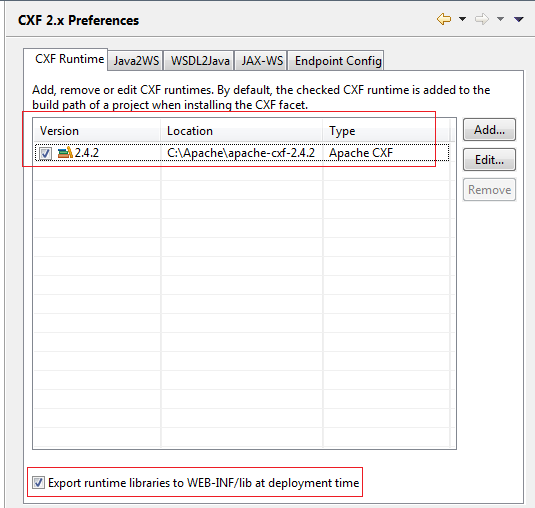 CXF 2.x Preferences
CXF Runtime Java2WS WSDL2Java JAX-WS Endpoint Config
Add, remove or edit CXF runtimes. By default, the checked CXF runtime is added to the
build path of a project when installing the CXF facet.
Version Location Type
Add...
2.4.2 C:\Apache\apache-cxf-2.4.2 Apache CXF
Edit...
Remove
Export runtime libraries to WEB-INF/lib at deployment time